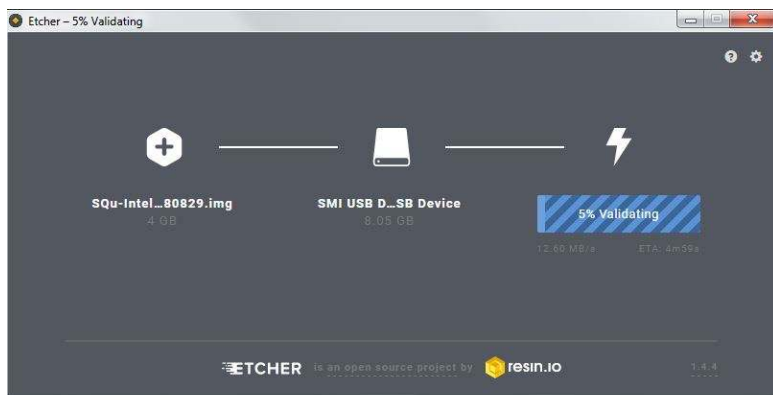 Etcher – 5% Validating
SQu-Intel...80829.img
4 GB
SMI USB D...SB Device
8.05 GB
5% Validating
12.60 MB/s ETA: 4m59s
ETCHER is an open source project by resin.io 1.4.4